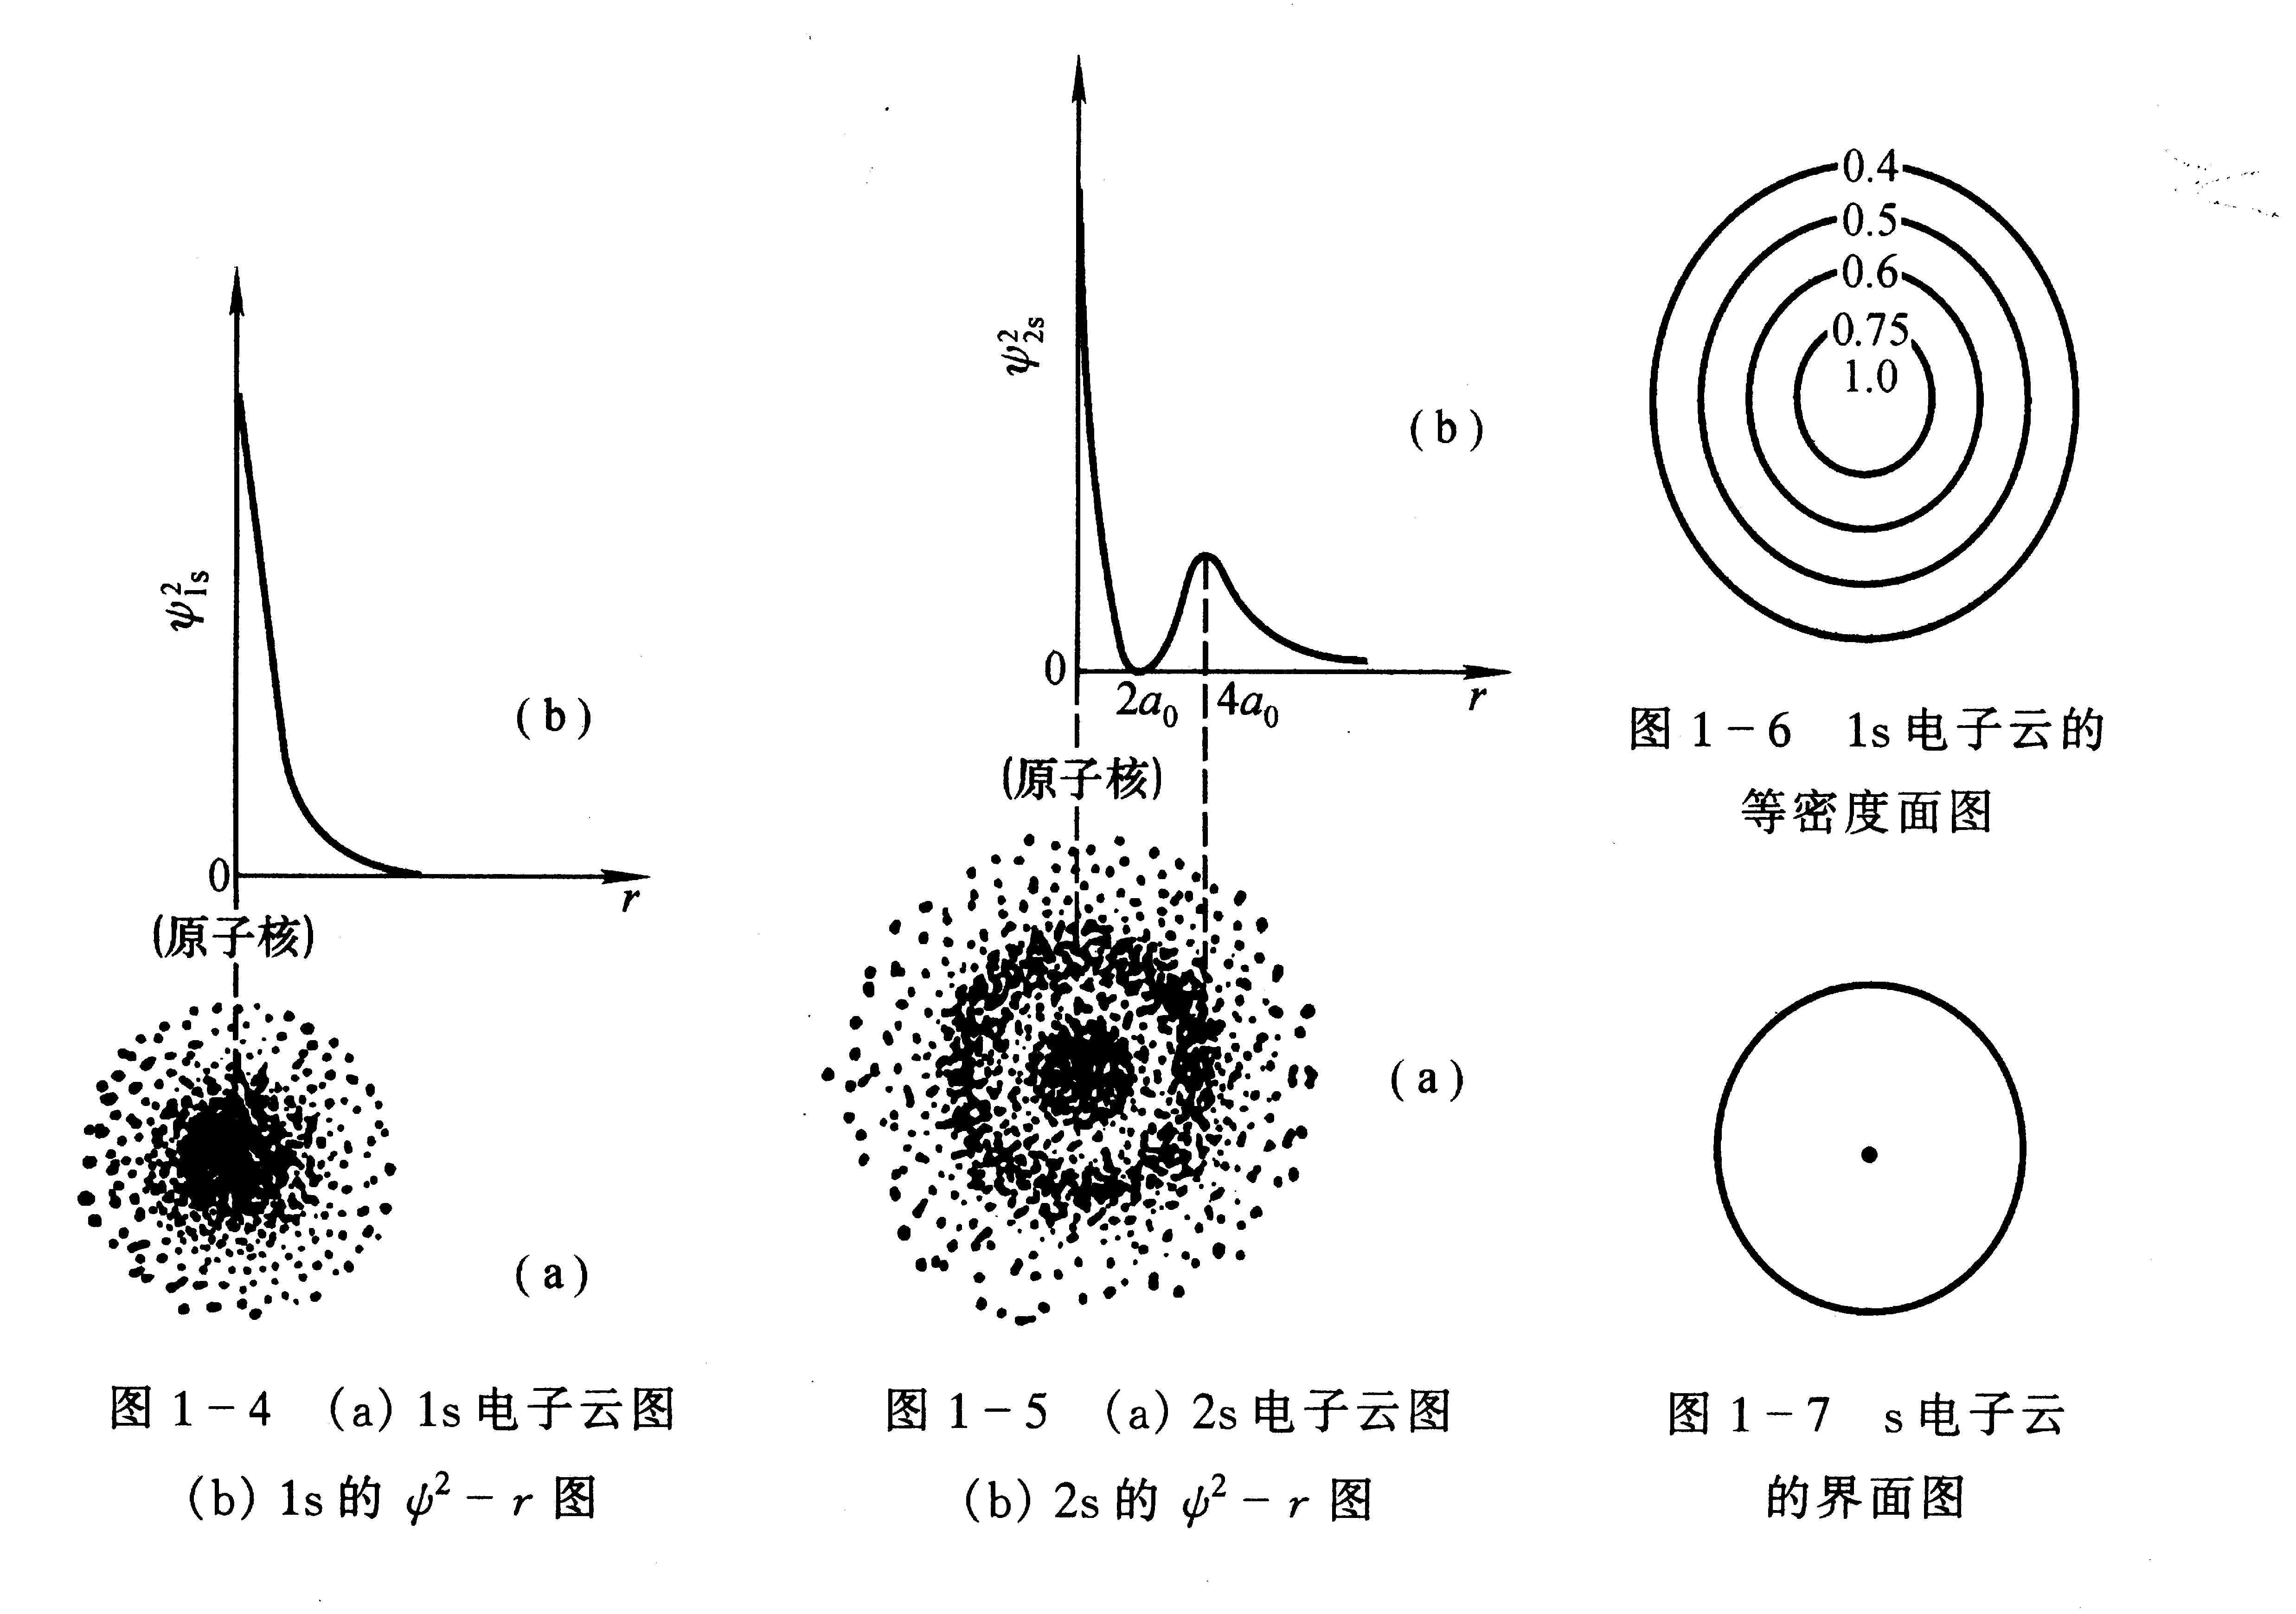 ψ²₁ₛ
0
r
(原子核)
(b)
(a)
图 1-4 (a) 1s 电子云图
(b) 1s 的 ψ² - r 图
ψ²₂ₛ
0
2a₀
4a₀
r
(原子核)
(b)
(a)
图 1-5 (a) 2s 电子云图
(b) 2s 的 ψ² - r 图
0.4
0.5
0.6
0.75
1.0
图 1-6 1s 电子云的
等密度面图
图 1-7 s 电子云
的界面图